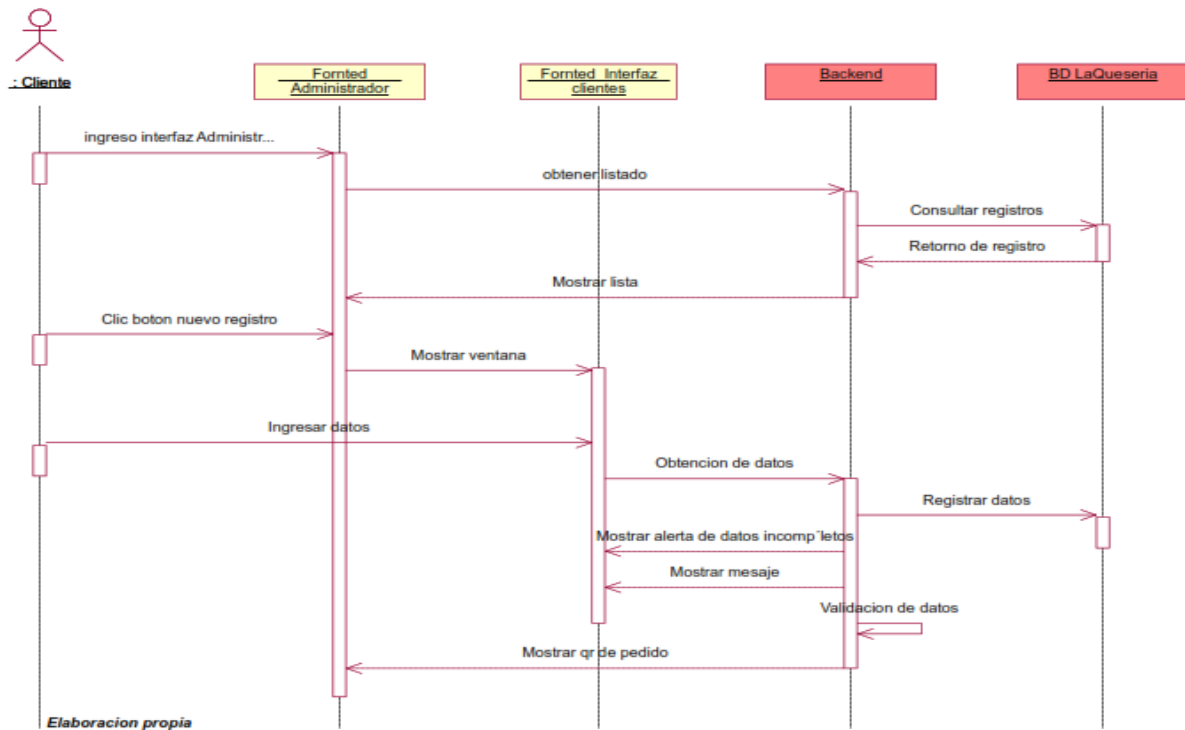 : Cliente
Fornted
Administrador
Fornted Interfaz
clientes
Backend
BD LaQueseria
ingreso interfaz Administr...
obtener listado
Consultar registros
Retorno de registro
Mostrar lista
Clic boton nuevo registro
Mostrar ventana
Ingresar datos
Obtencion de datos
Registrar datos
Mostrar alerta de datos incomp´letos
Mostrar mesaje
Validacion de datos
Mostrar qr de pedido
Elaboracion propia